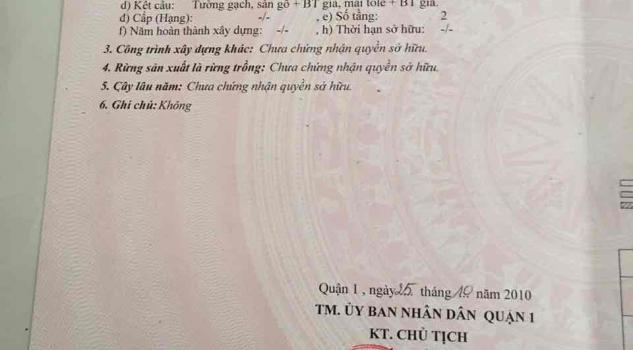 d) Kết cấu: Tường gạch, sàn gỗ + BT giả, mái tole + BT giả.
đ) Cấp (Hạng): -/- , e) Số tầng: 2
f) Năm hoàn thành xây dựng: -/- , h) Thời hạn sở hữu: -/-
3. Công trình xây dựng khác: Chưa chứng nhận quyền sở hữu.
4. Rừng sản xuất là rừng trồng: Chưa chứng nhận quyền sở hữu.
5. Cây lâu năm: Chưa chứng nhận quyền sở hữu.
6. Ghi chú: Không
Quận 1 , ngày 25. tháng 10 năm 2010
TM. ỦY BAN NHÂN DÂN QUẬN 1
KT. CHỦ TỊCH